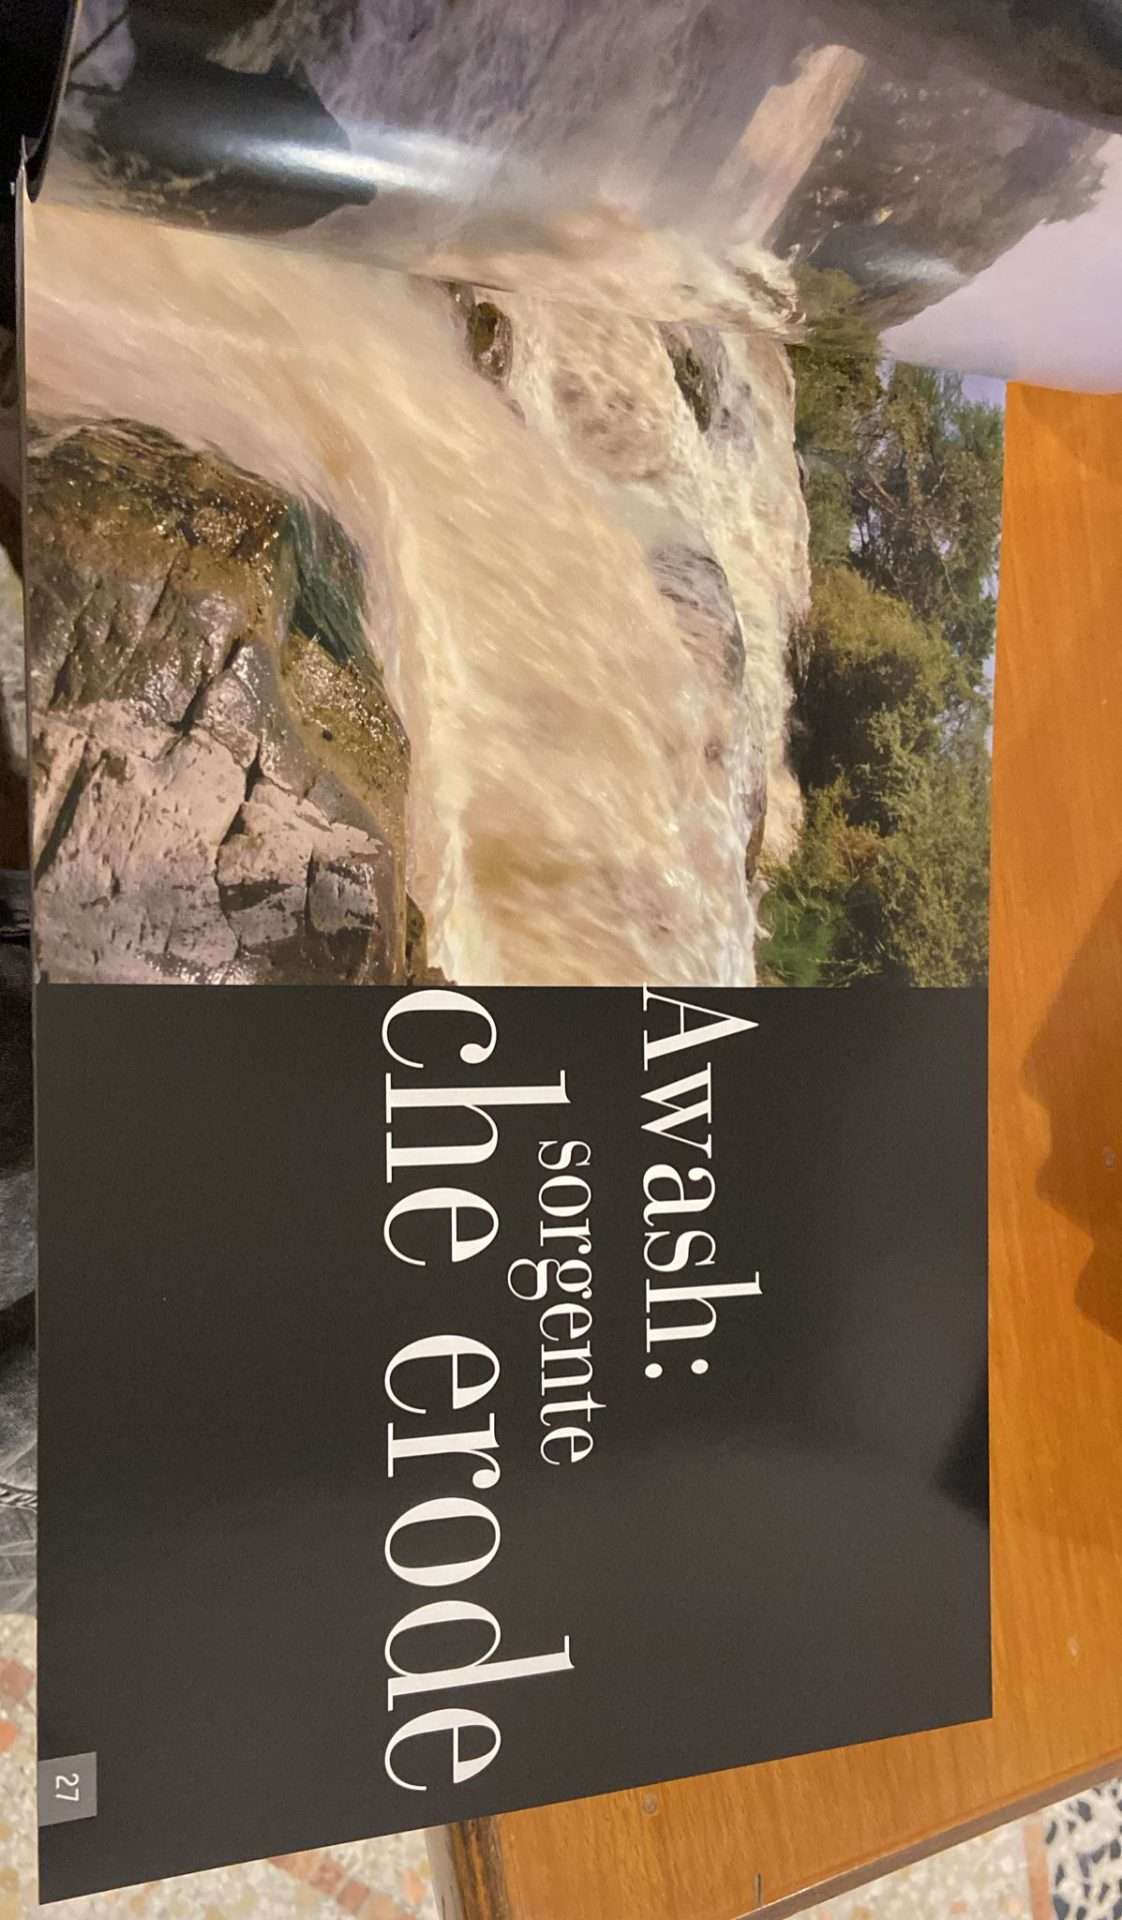 Awash:
sorgente
che erode
27